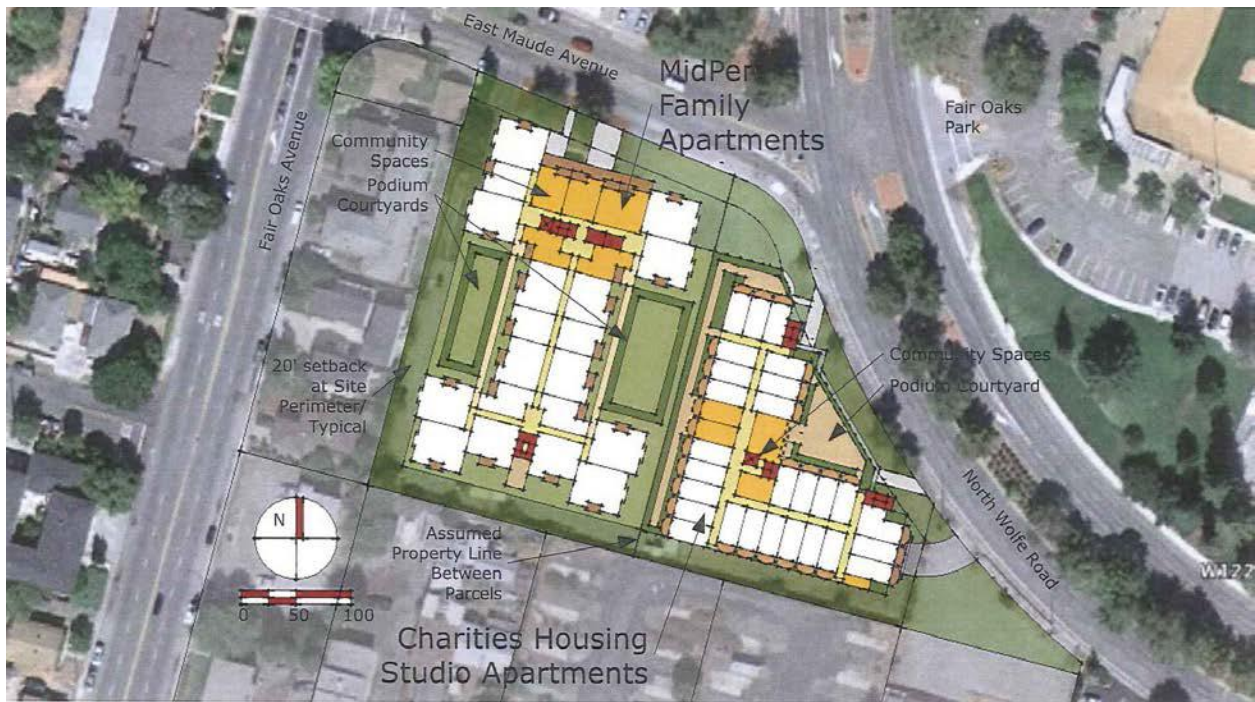 East Maude Avenue
MidPen
Family
Apartments
Fair Oaks
Park
Community
Spaces
Podium
Courtyards
Fair Oaks Avenue
20' setback
at Site
Perimeter/
Typical
Community Spaces
Podium Courtyard
North Wolfe Road
N
0 50 100
Assumed
Property Line
Between
Parcels
Charities Housing
Studio Apartments
W122